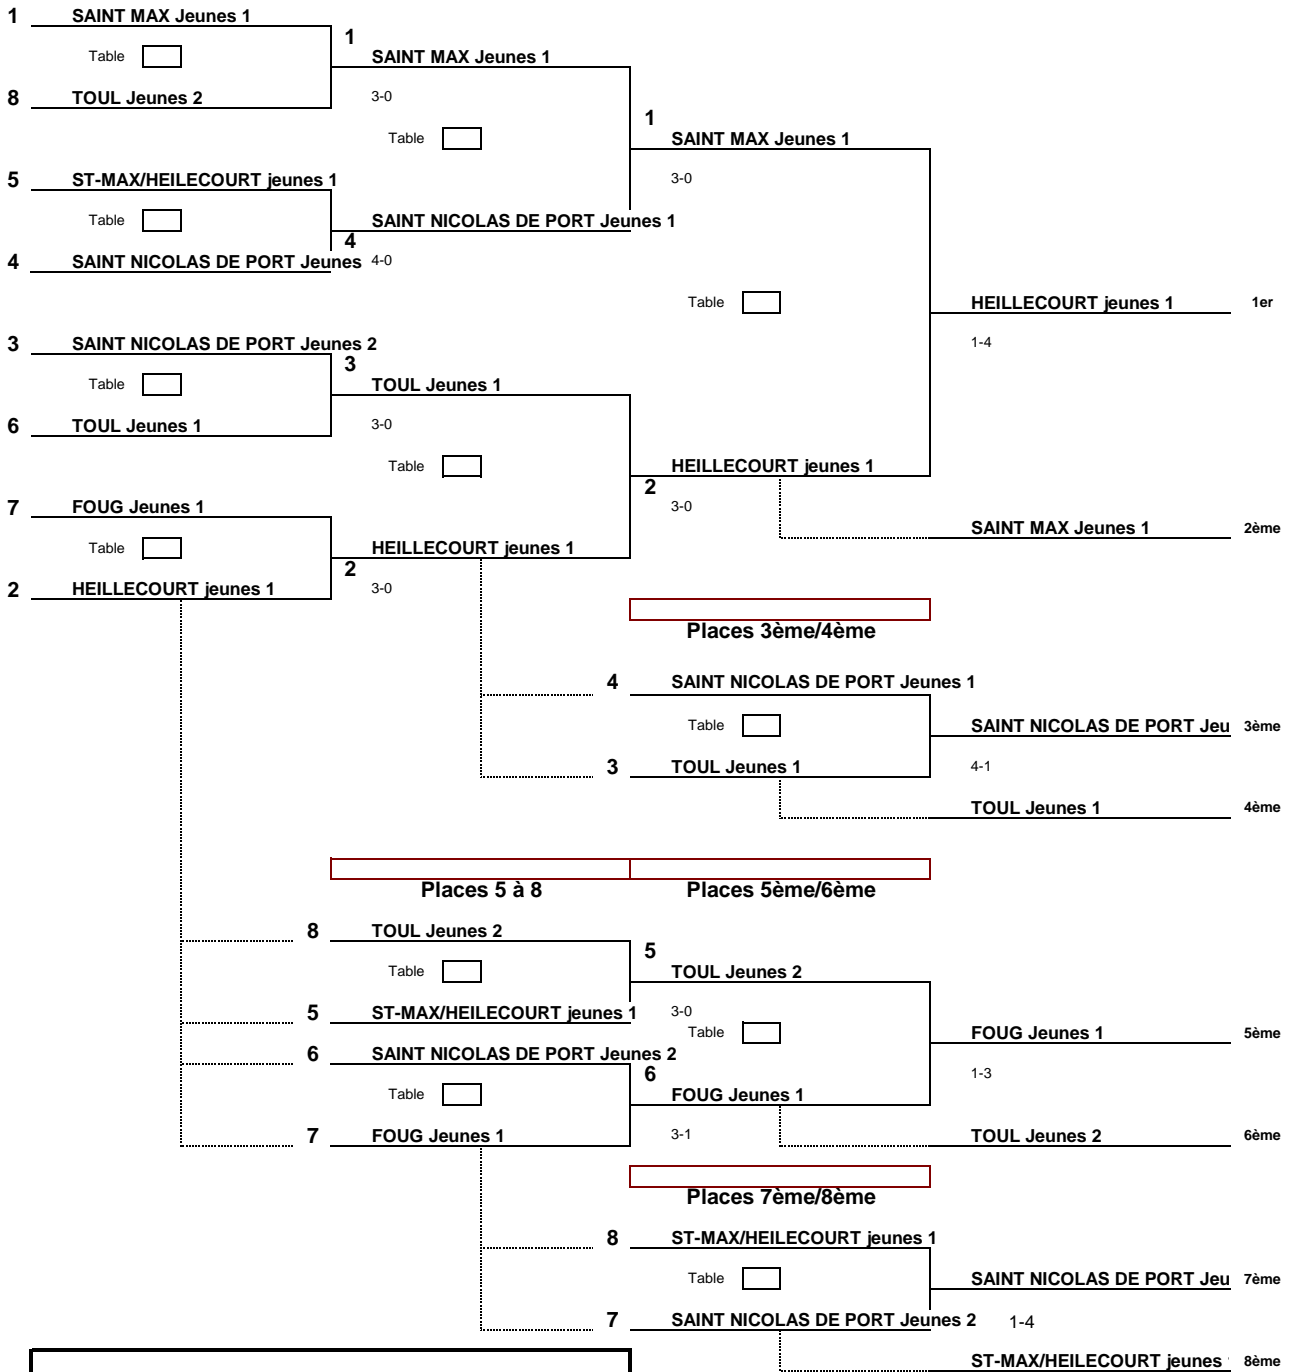 1 SAINT MAX Jeunes 1
1
Table
SAINT MAX Jeunes 1
8 TOUL Jeunes 2
3-0
1
Table
SAINT MAX Jeunes 1
5 ST-MAX/HEILECOURT jeunes 1
3-0
Table
SAINT NICOLAS DE PORT Jeunes 1
4
4 SAINT NICOLAS DE PORT Jeunes
4-0
Table
HEILLECOURT jeunes 1 1er
3 SAINT NICOLAS DE PORT Jeunes 2
1-4
3
Table
TOUL Jeunes 1
6 TOUL Jeunes 1
3-0
Table
HEILLECOURT jeunes 1
2
7 FOUG Jeunes 1
3-0
SAINT MAX Jeunes 1 2ème
Table
HEILLECOURT jeunes 1
2
2 HEILLECOURT jeunes 1
3-0
Places 3ème/4ème
4 SAINT NICOLAS DE PORT Jeunes 1
Table
SAINT NICOLAS DE PORT Jeu 3ème
3 TOUL Jeunes 1
4-1
TOUL Jeunes 1 4ème
Places 5 à 8
Places 5ème/6ème
8 TOUL Jeunes 2
5
Table
TOUL Jeunes 2
5 ST-MAX/HEILECOURT jeunes 1
3-0
Table
FOUG Jeunes 1 5ème
6 SAINT NICOLAS DE PORT Jeunes 2
6
1-3
Table
FOUG Jeunes 1
7 FOUG Jeunes 1
3-1
TOUL Jeunes 2 6ème
Places 7ème/8ème
8 ST-MAX/HEILECOURT jeunes 1
Table
SAINT NICOLAS DE PORT Jeu 7ème
7 SAINT NICOLAS DE PORT Jeunes 2
1-4
ST-MAX/HEILECOURT jeunes 8ème